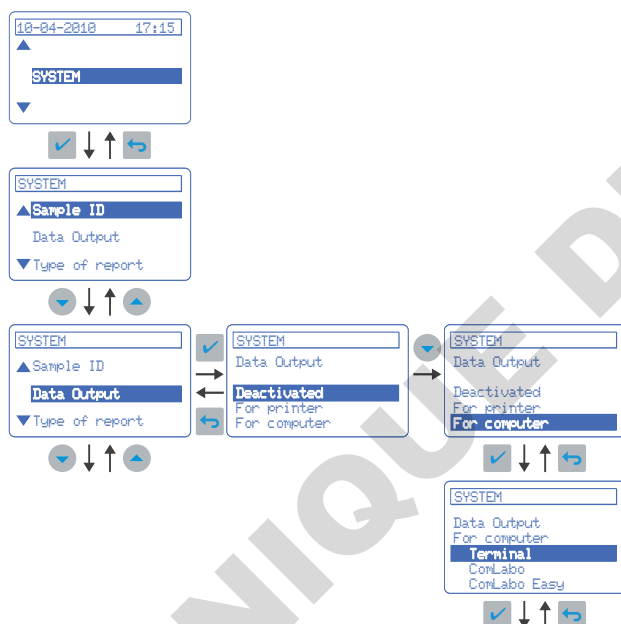 10-04-2010 17:15
SYSTEM
SYSTEM
Sample ID
Data Output
Type of report
SYSTEM
Sample ID
Data Output
Type of report
SYSTEM
Data Output
Deactivated
For printer
For computer
SYSTEM
Data Output
Deactivated
For printer
For computer
SYSTEM
Data Output
For computer
Terminal
ComLabo
ComLabo Easy
NIQUE D